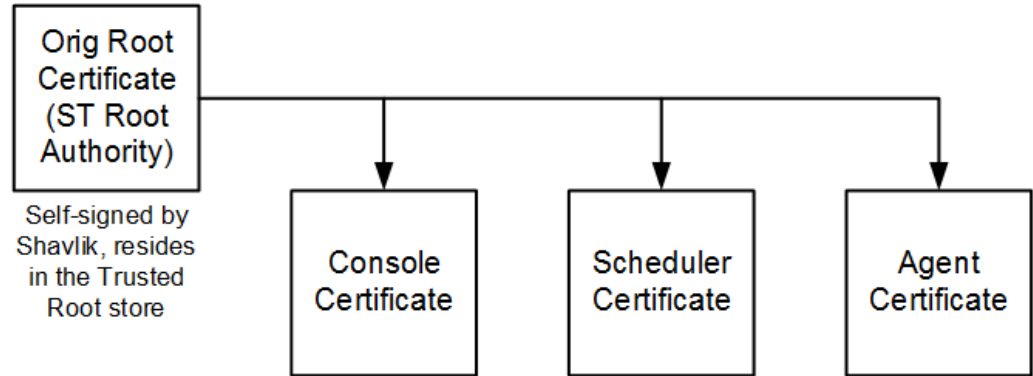 Orig Root
Certificate
(ST Root
Authority)
Self-signed by
Shavlik, resides
in the Trusted
Root store
Console
Certificate
Scheduler
Certificate
Agent
Certificate